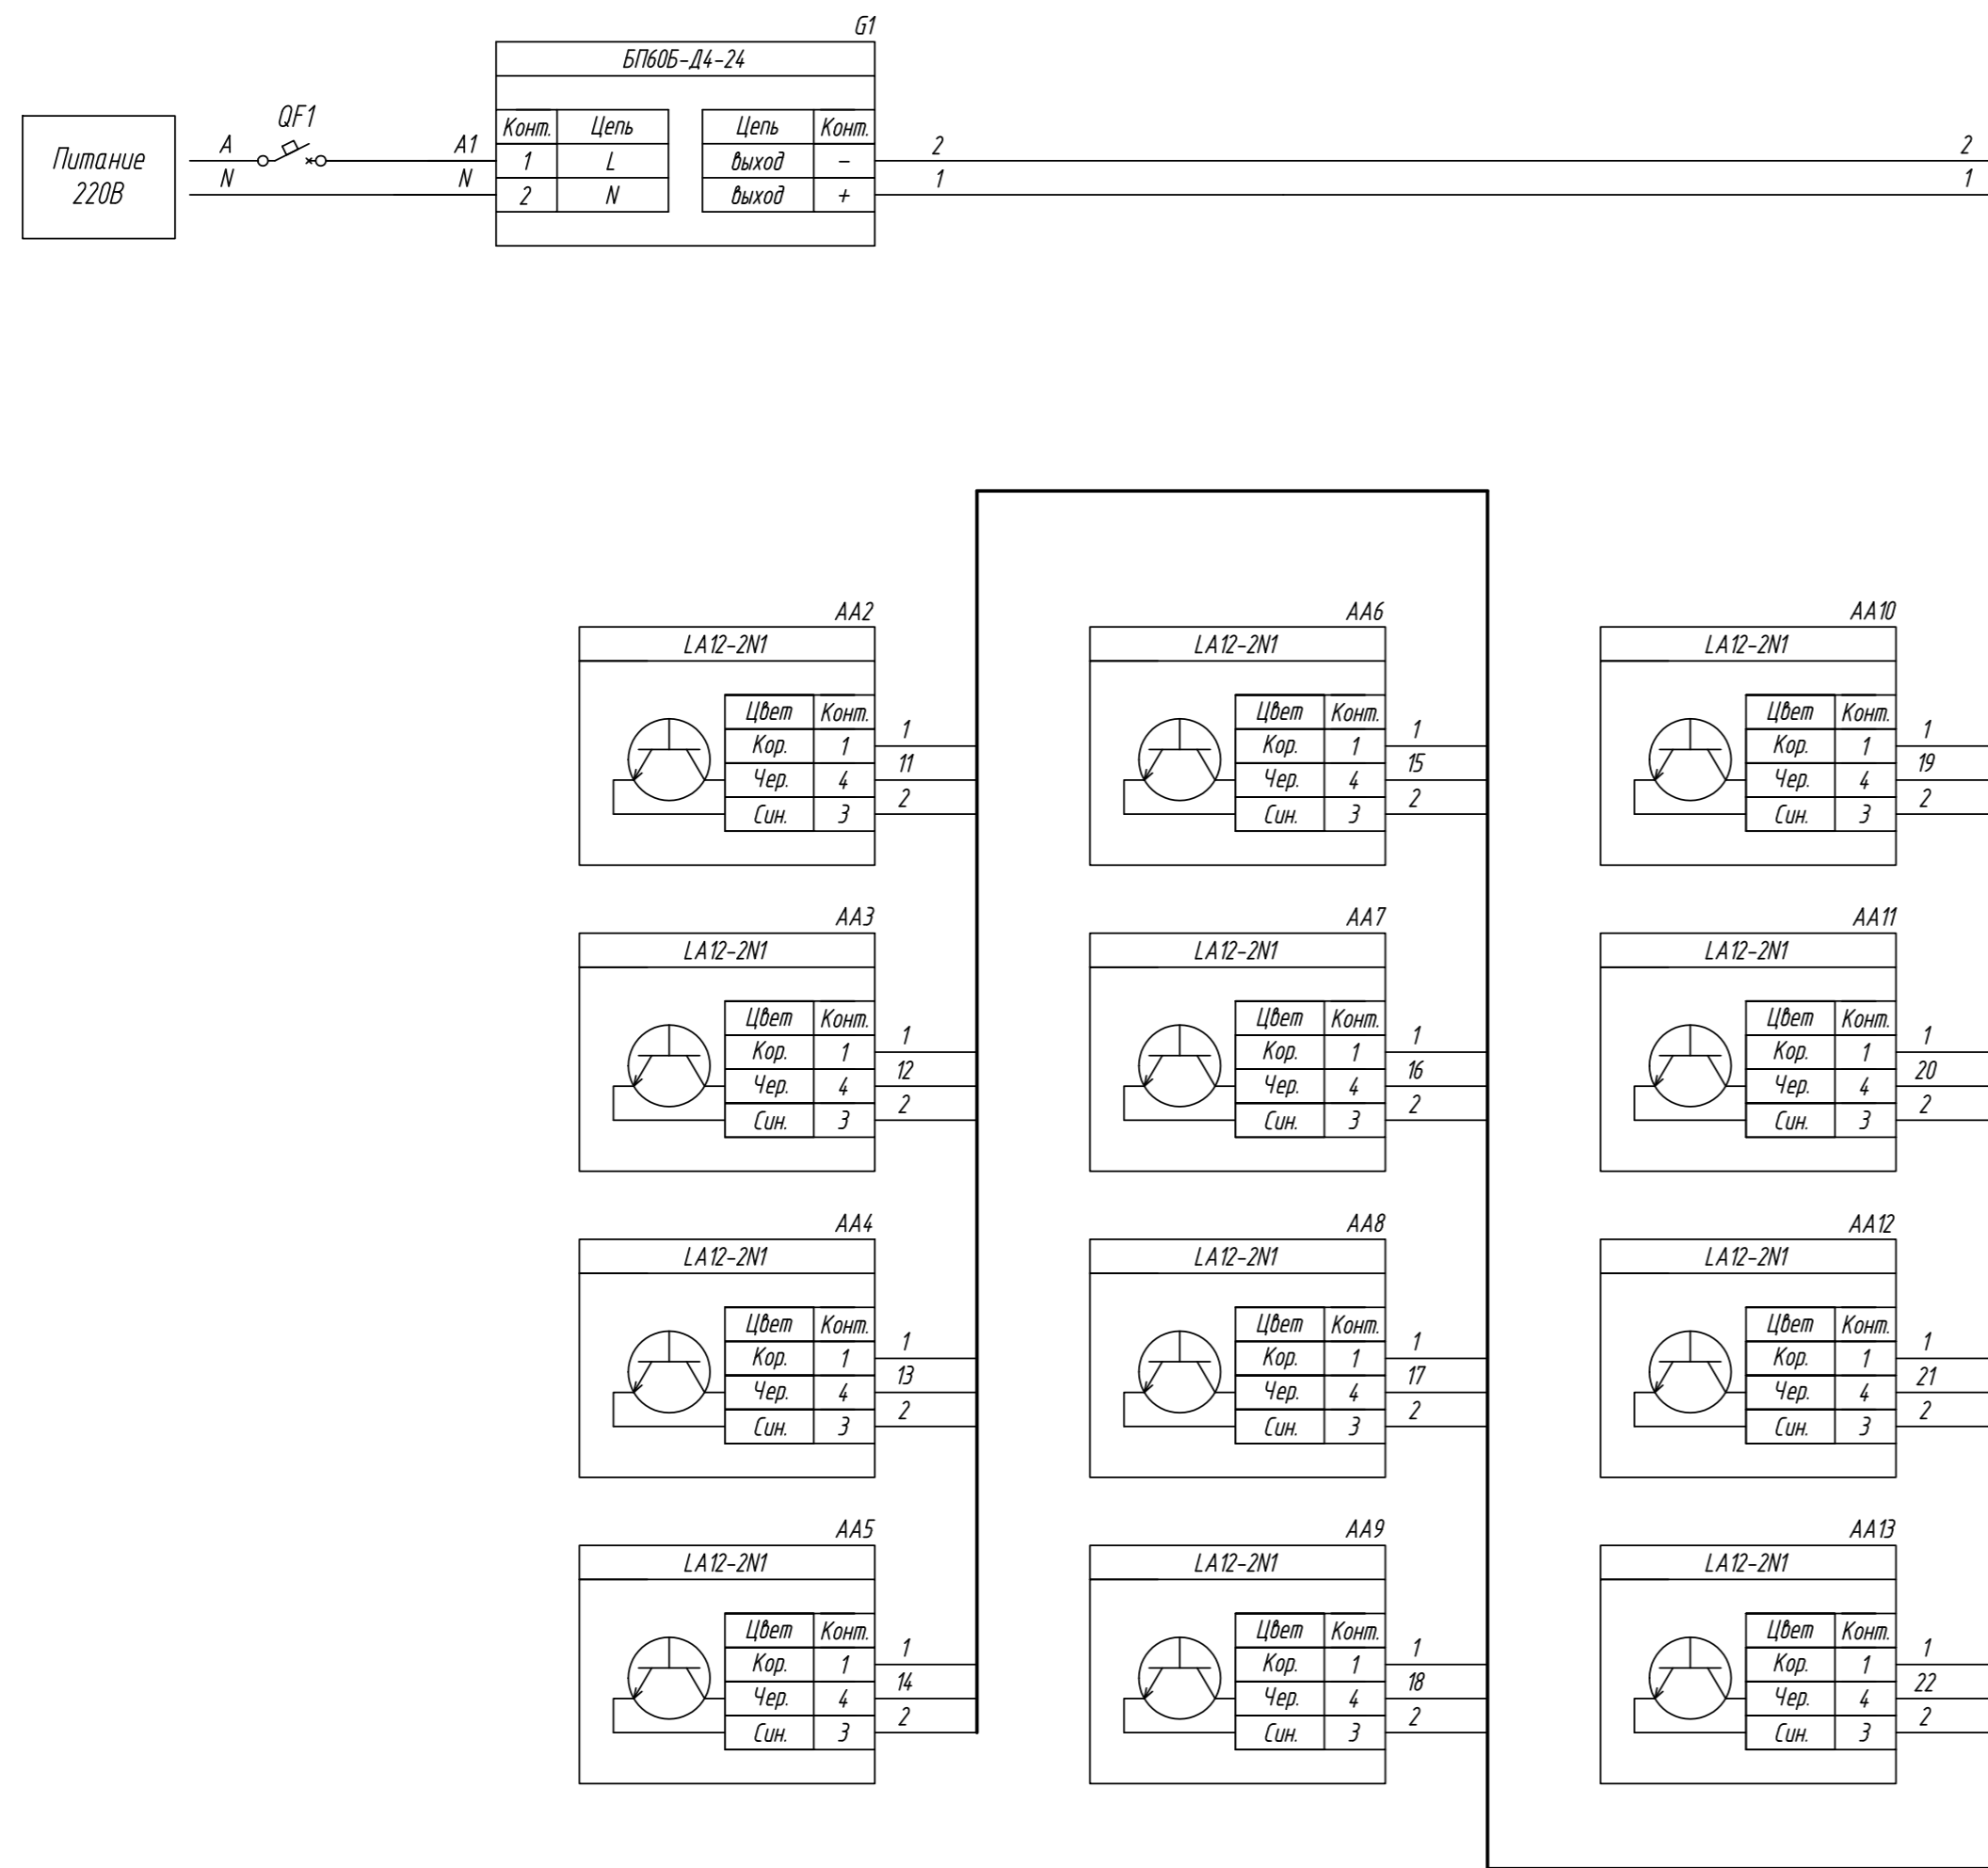 G1
БП60Б-Д4-24
Питание
220В
QF1
A
N
A1
N
Конт. Цепь Цепь Конт.
1 L выход -
2 N выход +
2 2
1 1
AA2 AA6 AA10
LA12-2N1 LA12-2N1 LA12-2N1
Цвет Конт. Цвет Конт. Цвет Конт.
Кор. 1 1 Кор. 1 1 Кор. 1 1
Чер. 4 11 Чер. 4 15 Чер. 4 19
Син. 3 2 Син. 3 2 Син. 3 2
AA3 AA7 AA11
LA12-2N1 LA12-2N1 LA12-2N1
Цвет Конт. Цвет Конт. Цвет Конт.
Кор. 1 1 Кор. 1 1 Кор. 1 1
Чер. 4 12 Чер. 4 16 Чер. 4 20
Син. 3 2 Син. 3 2 Син. 3 2
AA4 AA8 AA12
LA12-2N1 LA12-2N1 LA12-2N1
Цвет Конт. Цвет Конт. Цвет Конт.
Кор. 1 1 Кор. 1 1 Кор. 1 1
Чер. 4 13 Чер. 4 17 Чер. 4 21
Син. 3 2 Син. 3 2 Син. 3 2
AA5 AA9 AA13
LA12-2N1 LA12-2N1 LA12-2N1
Цвет Конт. Цвет Конт. Цвет Конт.
Кор. 1 1 Кор. 1 1 Кор. 1 1
Чер. 4 14 Чер. 4 18 Чер. 4 22
Син. 3 2 Син. 3 2 Син. 3 2